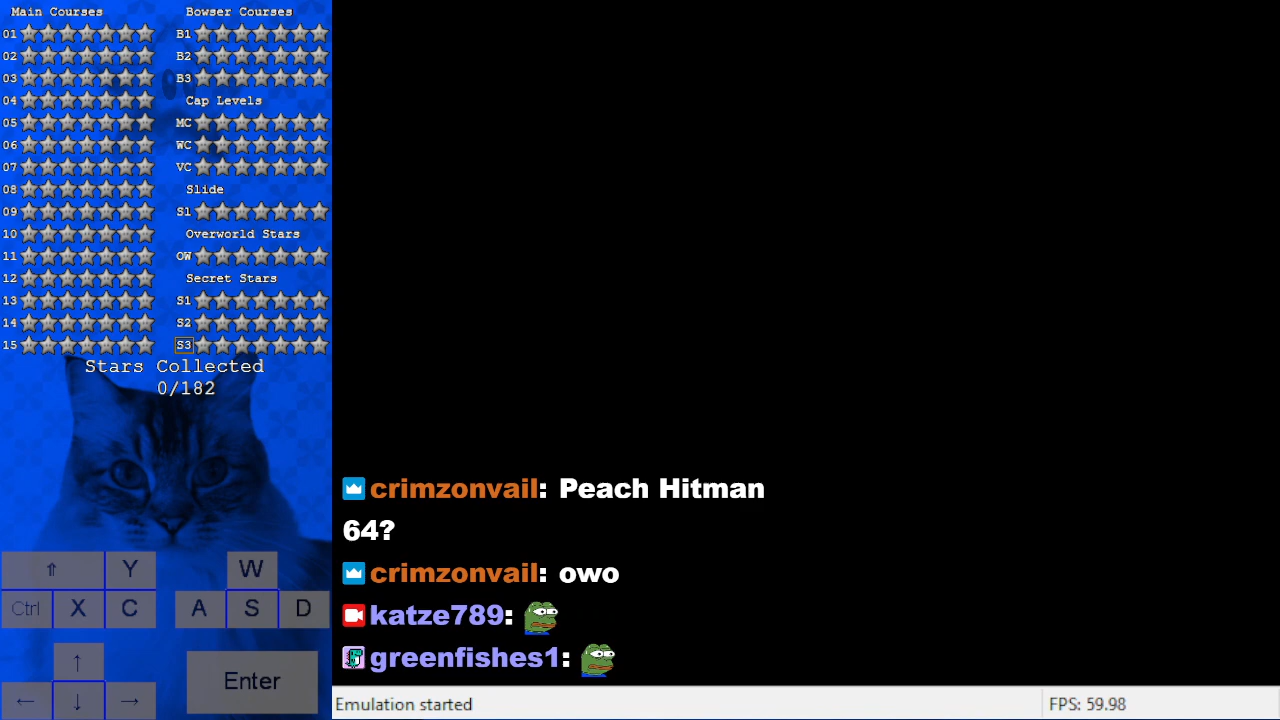 Main Courses
01
02
03
04
05
06
07
08
09
10
11
12
13
14
15
Bowser Courses
B1
B2
B3
Cap Levels
MC
WC
VC
Slide
S1
Overworld Stars
OW
Secret Stars
S1
S2
S3
Stars Collected
0/182
⇑ Y W
Ctrl X C A S D
↑
← ↓ → Enter
crimzonvail: Peach Hitman
64?
crimzonvail: owo
katze789:
greenfishes1:
Emulation started FPS: 59.98